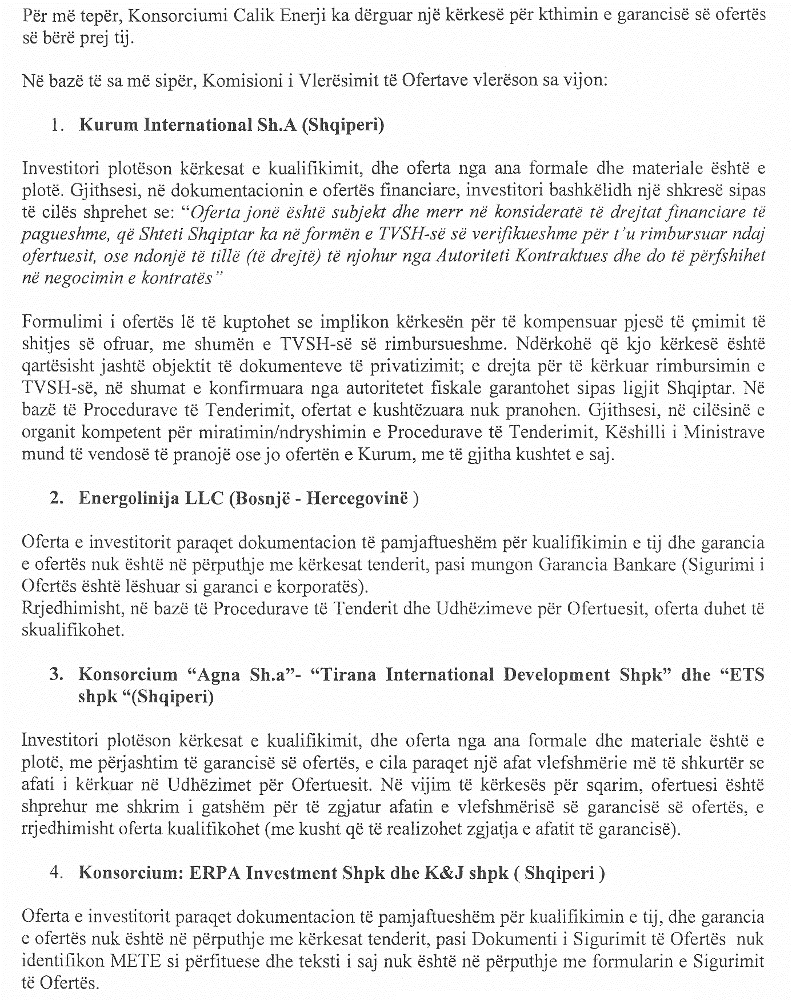 Për më tepër, Konsorciumi Calik Enerji ka dërguar një kërkesë për kthimin e garancisë së ofertës
së bërë prej tij.
Në bazë të sa më sipër, Komisioni i Vlerësimit të Ofertave vlerëson sa vijon:
1. Kurum International Sh.A (Shqiperi)
Investitori plotëson kërkesat e kualifikimit, dhe oferta nga ana formale dhe materiale është e
plotë. Gjithsesi, në dokumentacionin e ofertës financiare, investitori bashkëlidh një shkresë sipas
të cilës shprehet se: “Oferta jonë është subjekt dhe merr në konsideratë të drejtat financiare të
pagueshme, që Shteti Shqiptar ka në formën e TVSH-së së verifikueshme për t’u rimbursuar ndaj
ofertuesit, ose ndonjë të tillë (të drejtë) të njohur nga Autoriteti Kontraktues dhe do të përfshihet
në negocimin e kontratës”
Formulimi i ofertës lë të kuptohet se implikon kërkesën për të kompensuar pjesë të çmimit të
shitjes së ofruar, me shumën e TVSH-së së rimbursueshme. Ndërkohë që kjo kërkesë është
qartësisht jashtë objektit të dokumenteve të privatizimit; e drejta për të kërkuar rimbursimin e
TVSH-së, në shumat e konfirmuara nga autoritetet fiskale garantohet sipas ligjit Shqiptar. Në
bazë të Procedurave të Tenderimit, ofertat e kushtëzuara nuk pranohen. Gjithsesi, në cilësinë e
organit kompetent për miratimin/ndryshimin e Procedurave të Tenderimit, Këshilli i Ministrave
mund të vendosë të pranojë ose jo ofertën e Kurum, me të gjitha kushtet e saj.
2. Energolinija LLC (Bosnjë - Hercegovinë )
Oferta e investitorit paraqet dokumentacion të pamjaftueshëm për kualifikimin e tij dhe garancia
e ofertës nuk është në përputhje me kërkesat tenderit, pasi mungon Garancia Bankare (Sigurimi i
Ofertës është lëshuar si garanci e korporatës).
Rrjedhimisht, në bazë të Procedurave të Tenderit dhe Udhëzimeve për Ofertuesit, oferta duhet të
skualifikohet.
3. Konsorcium “Agna Sh.a”- “Tirana International Development Shpk” dhe “ETS
shpk “(Shqiperi)
Investitori plotëson kërkesat e kualifikimit, dhe oferta nga ana formale dhe materiale është e
plotë, me përjashtim të garancisë së ofertës, e cila paraqet një afat vlefshmërie më të shkurtër se
afati i kërkuar në Udhëzimet për Ofertuesit. Në vijim të kërkesës për sqarim, ofertuesi është
shprehur me shkrim i gatshëm për të zgjatur afatin e vlefshmërisë së garancisë së ofertës, e
rrjedhimisht oferta kualifikohet (me kusht që të realizohet zgjatja e afatit të garancisë).
4. Konsorcium: ERPA Investment Shpk dhe K&J shpk ( Shqiperi )
Oferta e investitorit paraqet dokumentacion të pamjaftueshëm për kualifikimin e tij, dhe garancia
e ofertës nuk është në përputhje me kërkesat tenderit, pasi Dokumenti i Sigurimit të Ofertës nuk
identifikon METE si përfituese dhe teksti i saj nuk është në përputhje me formularin e Sigurimit
të Ofertës.